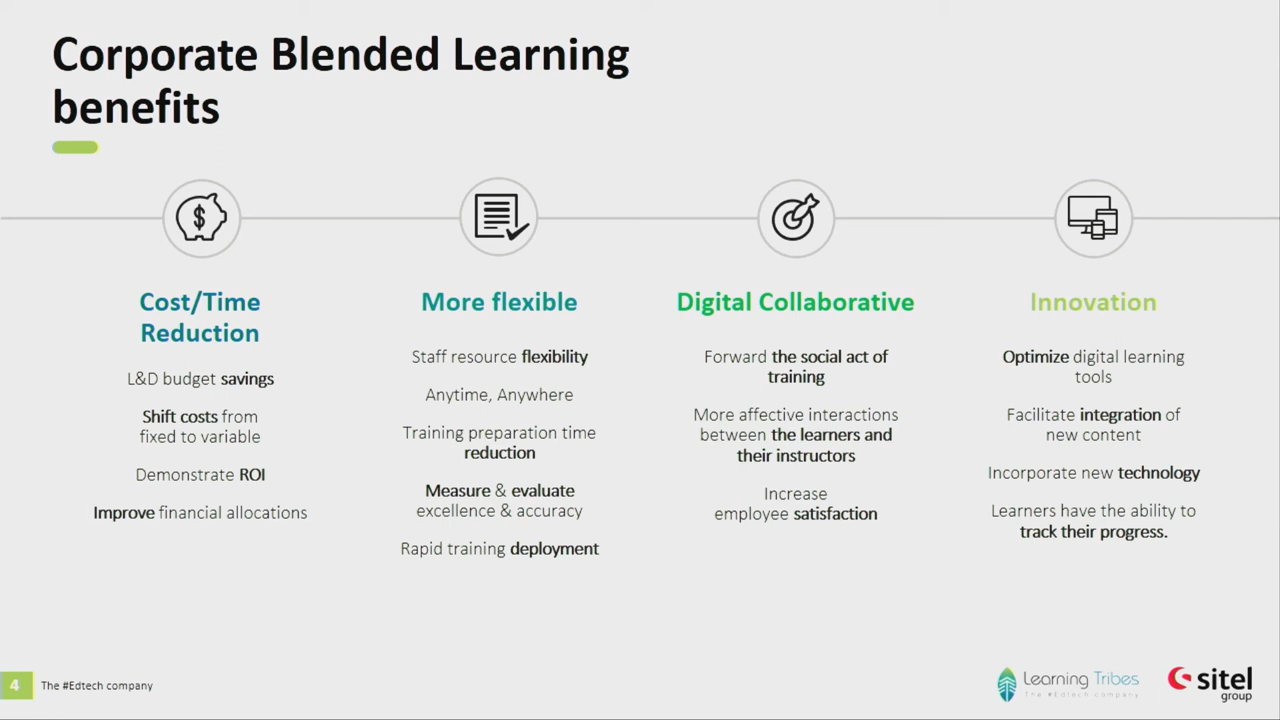 Corporate Blended Learning
benefits
$
Cost/Time
Reduction
L&D budget savings
Shift costs from
fixed to variable
Demonstrate ROI
Improve financial allocations
More flexible
Staff resource flexibility
Anytime, Anywhere
Training preparation time
reduction
Measure & evaluate
excellence & accuracy
Rapid training deployment
Digital Collaborative
Forward the social act of
training
More affective interactions
between the learners and
their instructors
Increase
employee satisfaction
Innovation
Optimize digital learning
tools
Facilitate integration of
new content
Incorporate new technology
Learners have the ability to
track their progress.
4
The #Edtech company
Learning Tribes
The #Edtech company
sitel
group